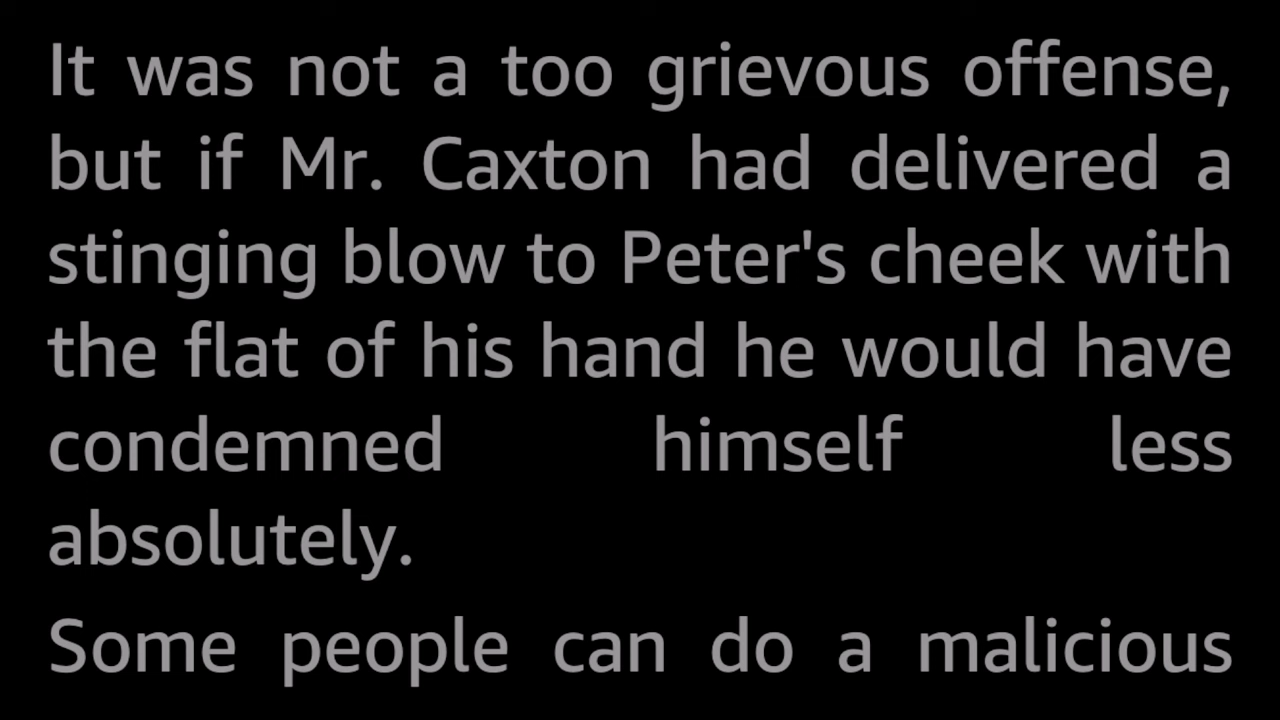 It was not a too grievous offense,
but if Mr. Caxton had delivered a
stinging blow to Peter's cheek with
the flat of his hand he would have
condemned himself less
absolutely.
Some people can do a malicious